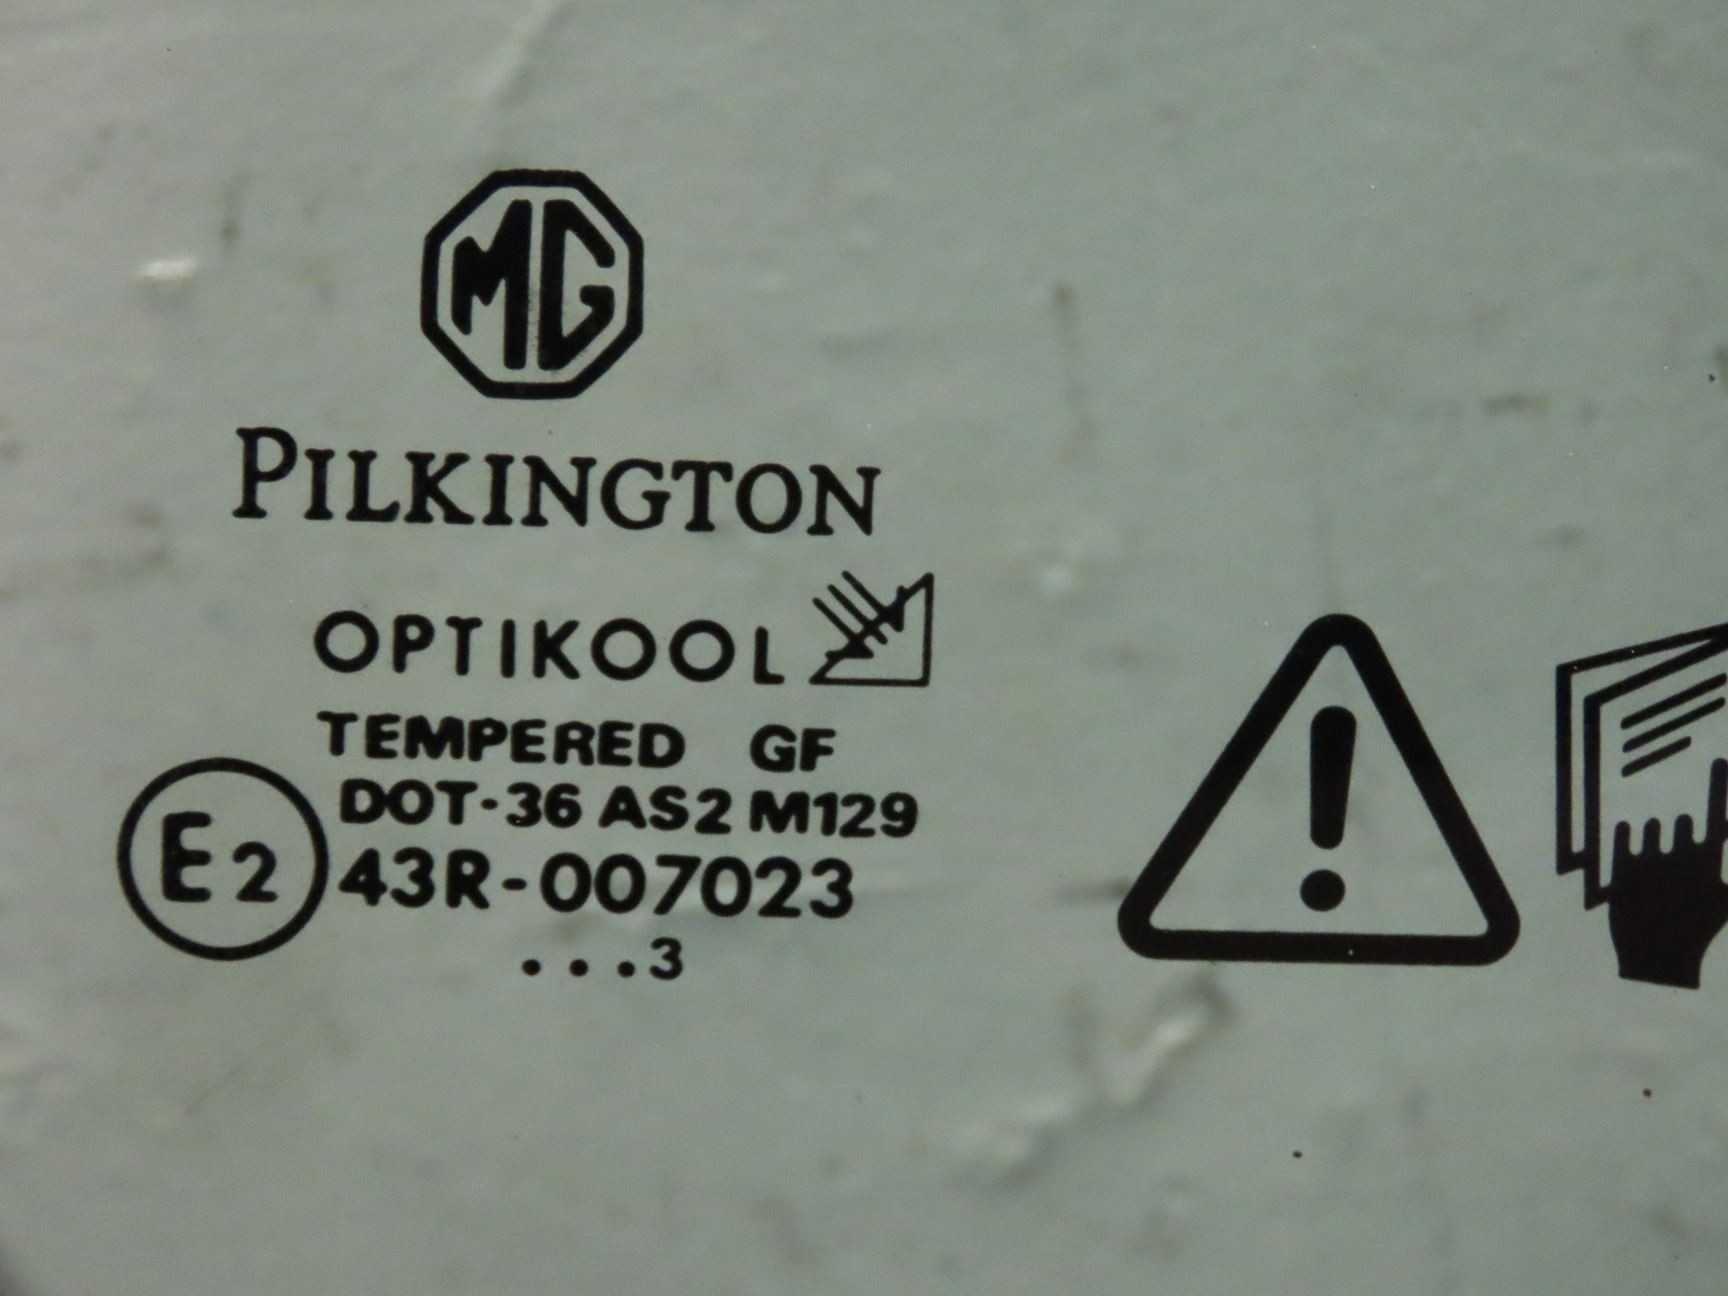 MG
PILKINGTON
OPTIKOOL
TEMPERED GF
DOT-36 AS2 M129
E2 43R-007023
...3